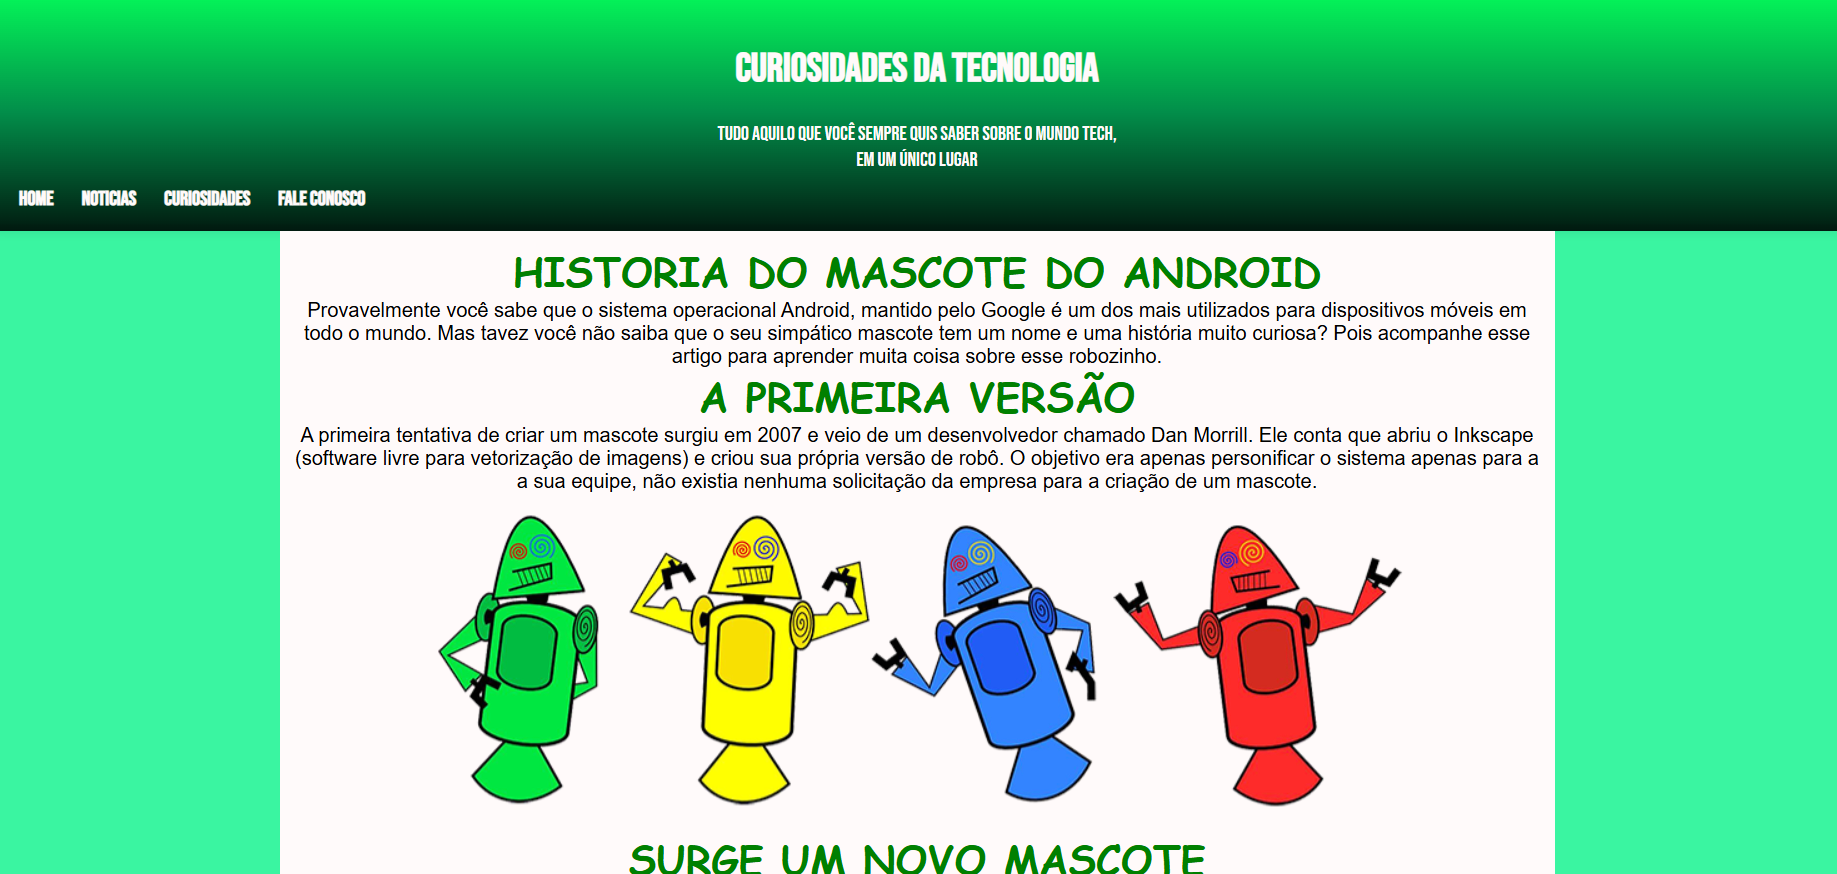 CURIOSIDADES DA TECNOLOGIA
TUDO AQUILO QUE VOCÊ SEMPRE QUIS SABER SOBRE O MUNDO TECH,
EM UM ÚNICO LUGAR
HOME NOTICIAS CURIOSIDADES FALE CONOSCO
HISTORIA DO MASCOTE DO ANDROID
Provavelmente você sabe que o sistema operacional Android, mantido pelo Google é um dos mais utilizados para dispositivos móveis em
todo o mundo. Mas tavez você não saiba que o seu simpático mascote tem um nome e uma história muito curiosa? Pois acompanhe esse
artigo para aprender muita coisa sobre esse robozinho.
A PRIMEIRA VERSÃO
A primeira tentativa de criar um mascote surgiu em 2007 e veio de um desenvolvedor chamado Dan Morrill. Ele conta que abriu o Inkscape
(software livre para vetorização de imagens) e criou sua própria versão de robô. O objetivo era apenas personificar o sistema apenas para a
a sua equipe, não existia nenhuma solicitação da empresa para a criação de um mascote.
SURGE UM NOVO MASCOTE